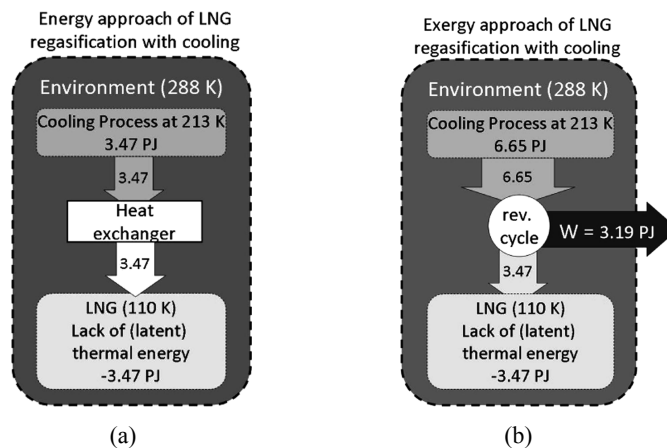 Energy approach of LNG
regasification with cooling
Environment (288 K)
Cooling Process at 213 K
3.47 PJ
3.47
Heat
exchanger
3.47
LNG (110 K)
Lack of (latent)
thermal energy
-3.47 PJ
(a)
Exergy approach of LNG
regasification with cooling
Environment (288 K)
Cooling Process at 213 K
6.65 PJ
6.65
rev.
cycle
W = 3.19 PJ
3.47
LNG (110 K)
Lack of (latent)
thermal energy
-3.47 PJ
(b)